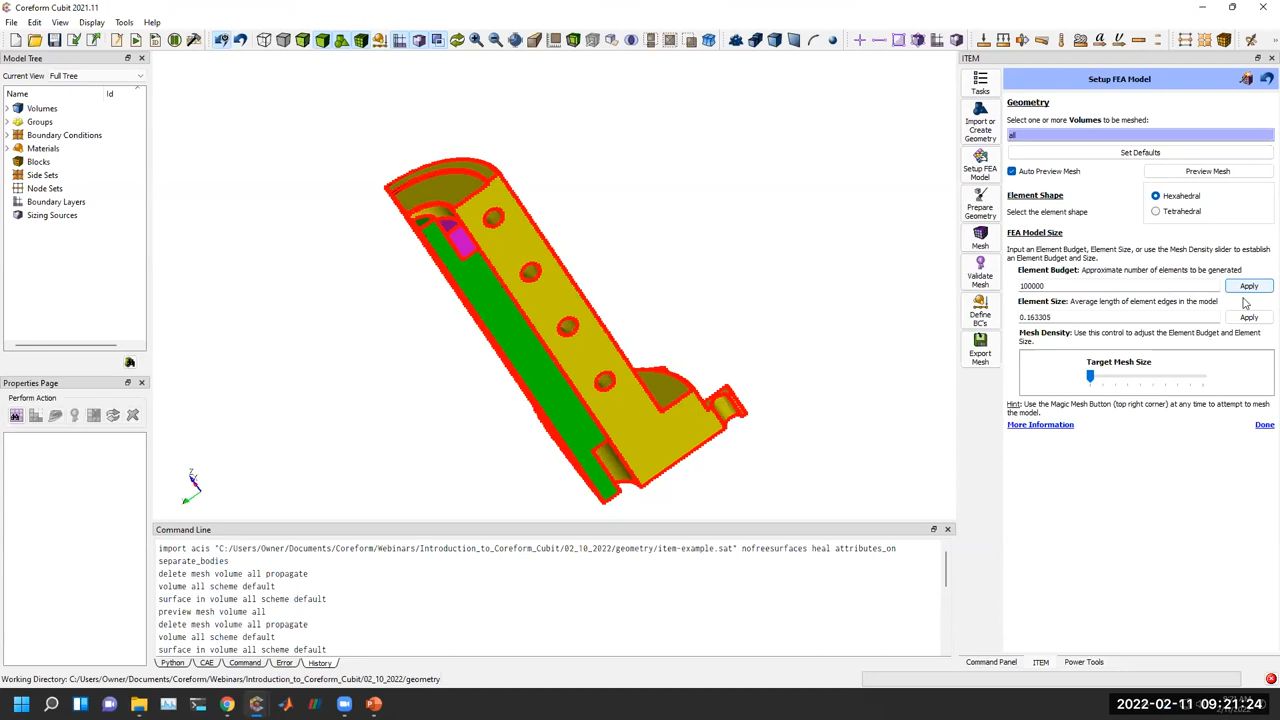 Coreform Cubit 2021.11
File Edit View Display Tools Help
Model Tree
Current View Full Tree
Name Id
Volumes
Groups
Boundary Conditions
Materials
Blocks
Side Sets
Node Sets
Boundary Layers
Sizing Sources
Properties Page
Perform Action
Z
Command Line
import acis "C:/Users/Owner/Documents/Coreform/Webinars/Introduction_to_Coreform_Cubit/02_10_2022/geometry/item-example.sat" nofreesurfaces heal attributes_on
separate_bodies
delete mesh volume all propagate
volume all scheme default
surface in volume all scheme default
preview mesh volume all
delete mesh volume all propagate
volume all scheme default
surface in volume all scheme default
Python CAE Command Error History
Working Directory: C:/Users/Owner/Documents/Coreform/Webinars/Introduction_to_Coreform_Cubit/02_10_2022/geometry
ITEM
Tasks
Import or
Create
Geometry
Setup FEA
Model
Prepare
Geometry
Mesh
Validate
Mesh
Define
BC's
Export
Mesh
Setup FEA Model
Geometry
Select one or more Volumes to be meshed:
all
Set Defaults
Auto Preview Mesh Preview Mesh
Element Shape
Select the element shape
Hexahedral
Tetrahedral
FEA Model Size
Input an Element Budget, Element Size, or use the Mesh Density slider to establish
an Element Budget and Size.
Element Budget: Approximate number of elements to be generated
100000 Apply
Element Size: Average length of element edges in the model
0.163305 Apply
Mesh Density: Use this control to adjust the Element Budget and Element
Size.
Target Mesh Size
Hint: Use the Magic Mesh Button (top right corner) at any time to attempt to mesh
the model.
More Information Done
Command Panel ITEM Power Tools
2022-02-11 09:21:24